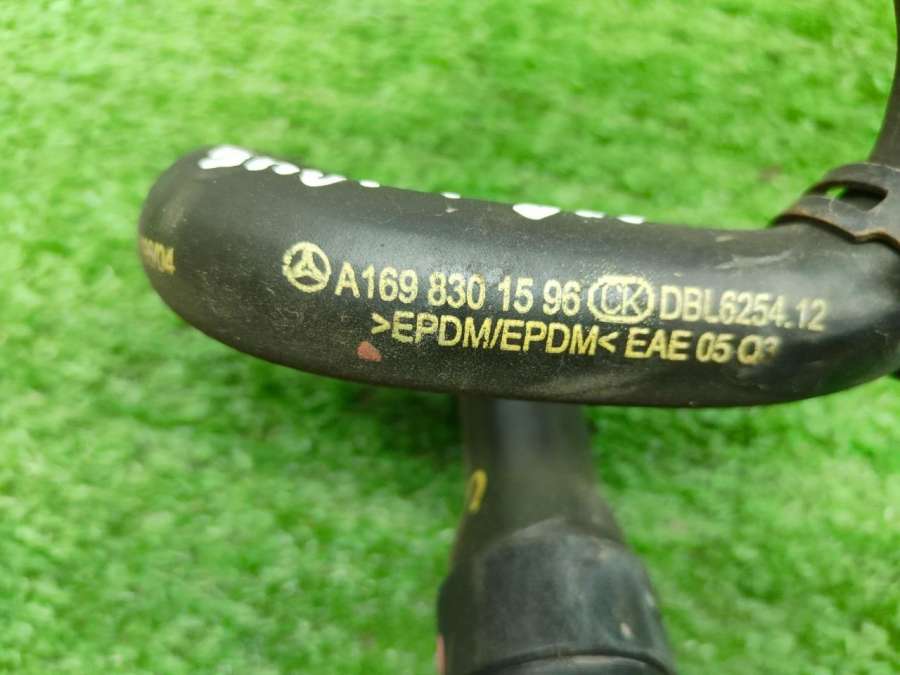 A169 830 15 96 CK DBL6254.12
>EPDM/EPDM< EAE 05 Q3